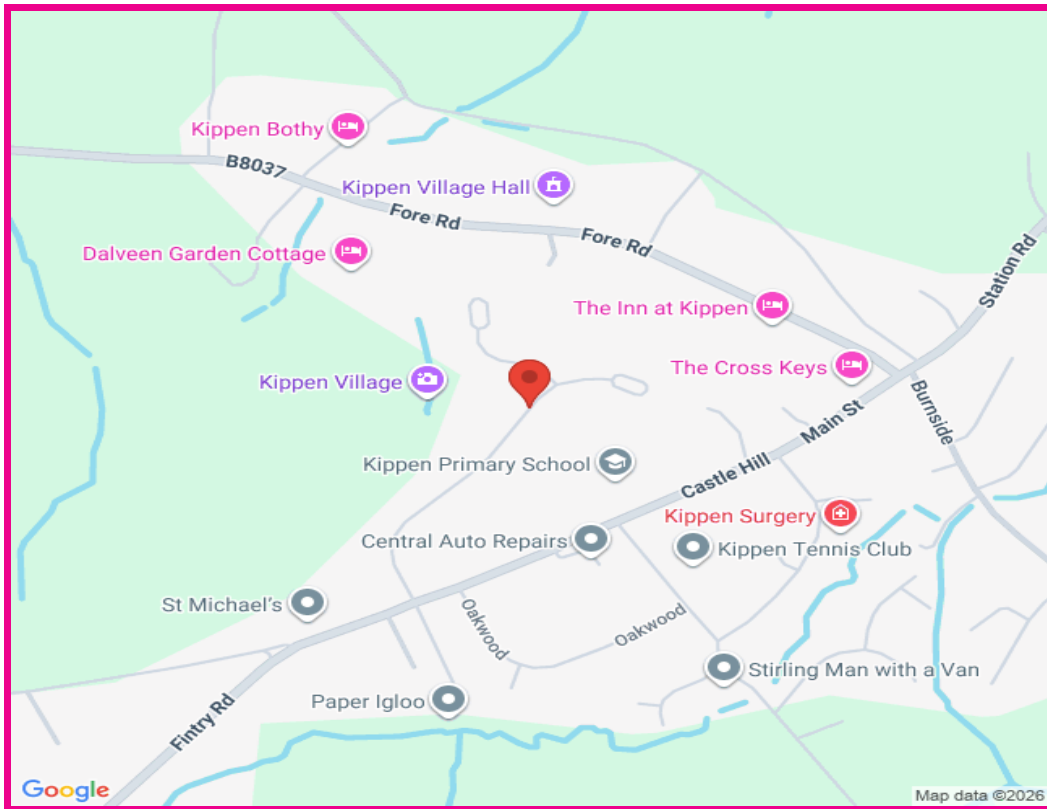 Kippen Bothy
B8037
Kippen Village Hall
Fore Rd
Fore Rd
Dalveen Garden Cottage
Station Rd
The Inn at Kippen
The Cross Keys
Kippen Village
Burnside
Main St
Kippen Primary School
Castle Hill
Kippen Surgery
Central Auto Repairs
Kippen Tennis Club
St Michael's
Oakwood
Oakwood
Stirling Man with a Van
Paper Igloo
Fintry Rd
Google
Map data ©2026